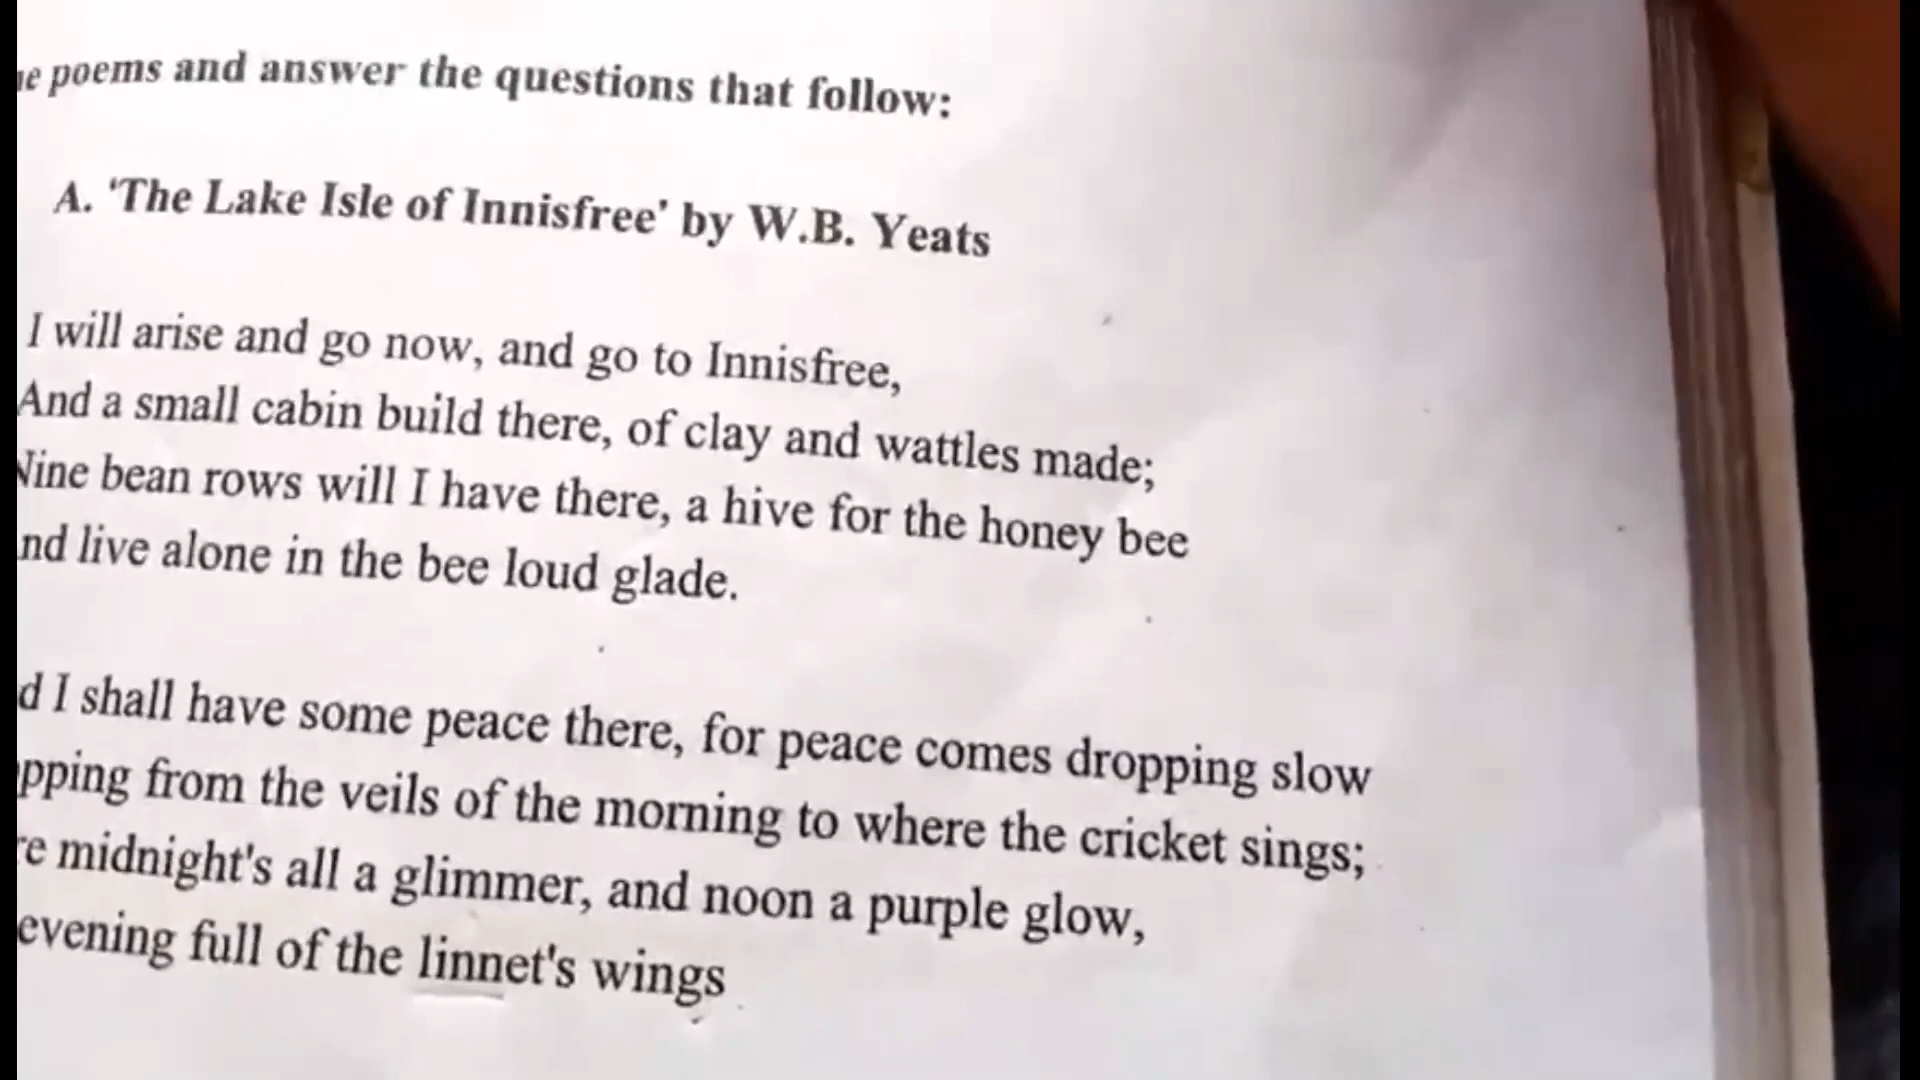 poems and answer the questions that follow:
A. 'The Lake Isle of Innisfree' by W.B. Yeats
I will arise and go now, and go to Innisfree,
And a small cabin build there, of clay and wattles made;
Nine bean rows will I have there, a hive for the honey bee
nd live alone in the bee loud glade.
d I shall have some peace there, for peace comes dropping slow
pping from the veils of the morning to where the cricket sings;
e midnight's all a glimmer, and noon a purple glow,
evening full of the linnet's wings